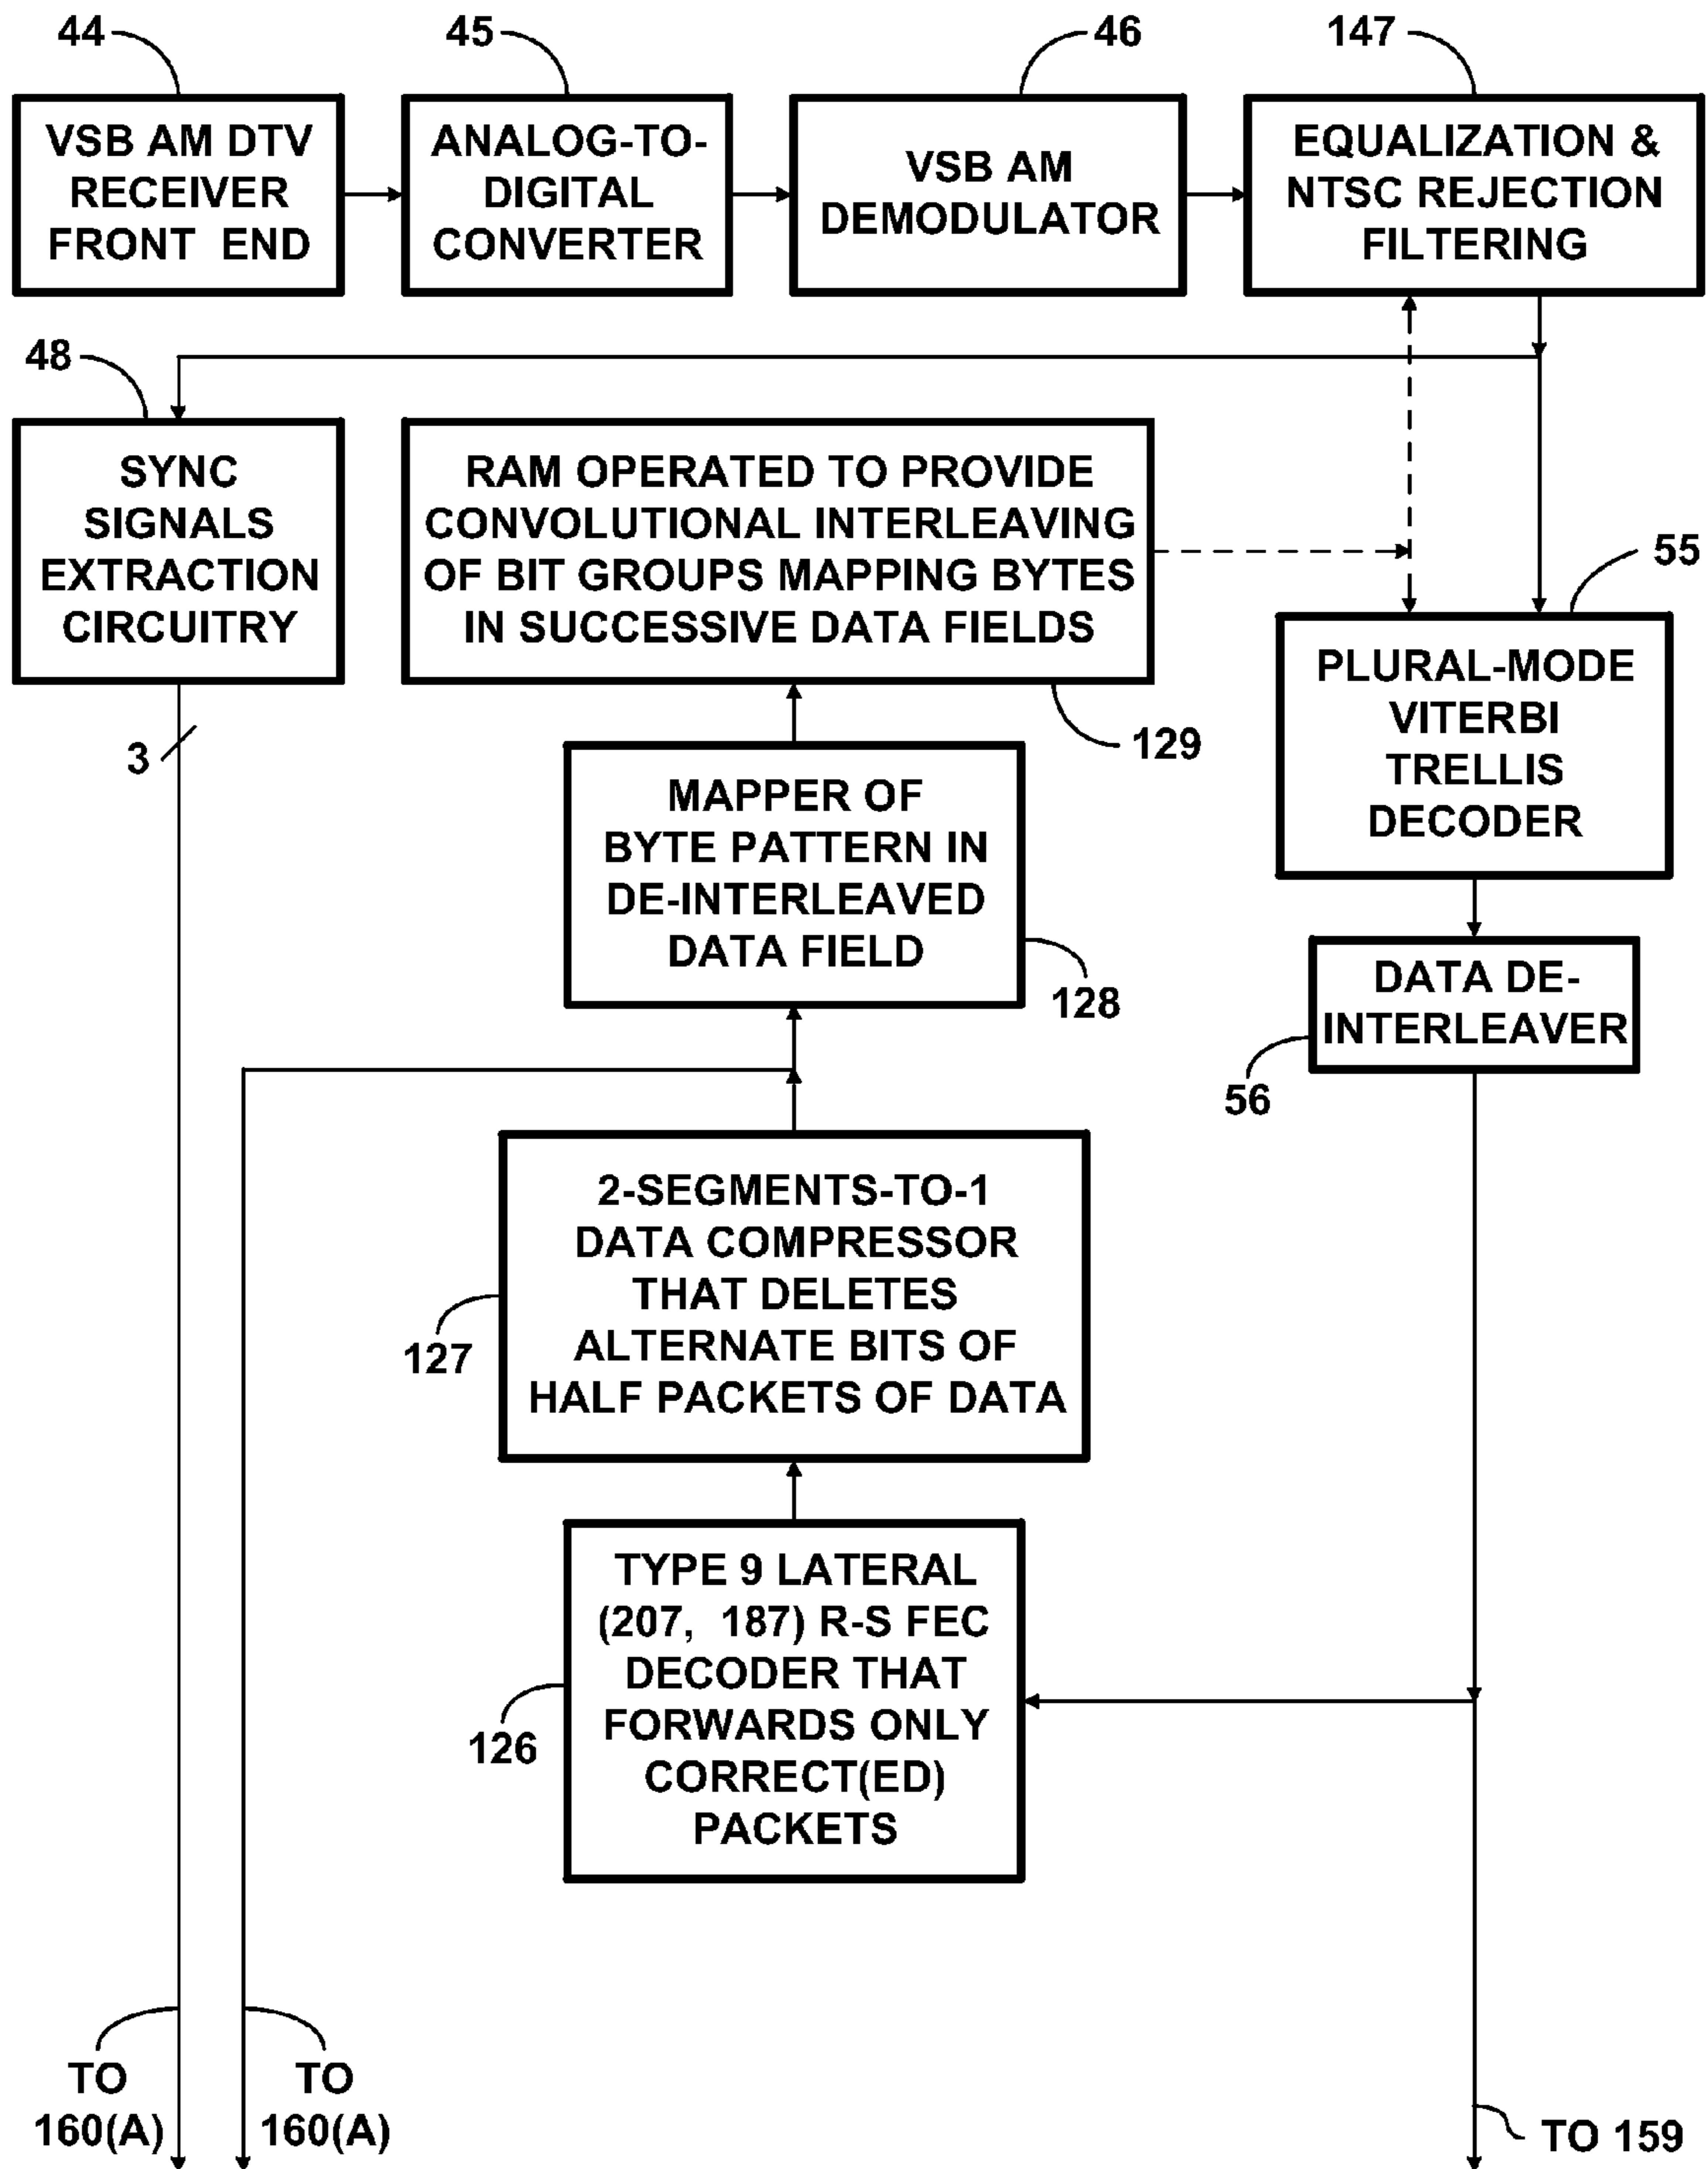 44
45
46
147
VSB AM DTV
RECEIVER
FRONT END
ANALOG-TO-
DIGITAL
CONVERTER
VSB AM
DEMODULATOR
EQUALIZATION &
NTSC REJECTION
FILTERING
48
SYNC
SIGNALS
EXTRACTION
CIRCUITRY
RAM OPERATED TO PROVIDE
CONVOLUTIONAL INTERLEAVING
OF BIT GROUPS MAPPING BYTES
IN SUCCESSIVE DATA FIELDS
55
PLURAL-MODE
VITERBI
TRELLIS
DECODER
3
129
MAPPER OF
BYTE PATTERN IN
DE-INTERLEAVED
DATA FIELD
128
DATA DE-
INTERLEAVER
56
2-SEGMENTS-TO-1
DATA COMPRESSOR
THAT DELETES
ALTERNATE BITS OF
HALF PACKETS OF DATA
127
TYPE 9 LATERAL
(207, 187) R-S FEC
DECODER THAT
FORWARDS ONLY
CORRECT(ED)
PACKETS
126
TO
160(A)
TO
160(A)
TO 159